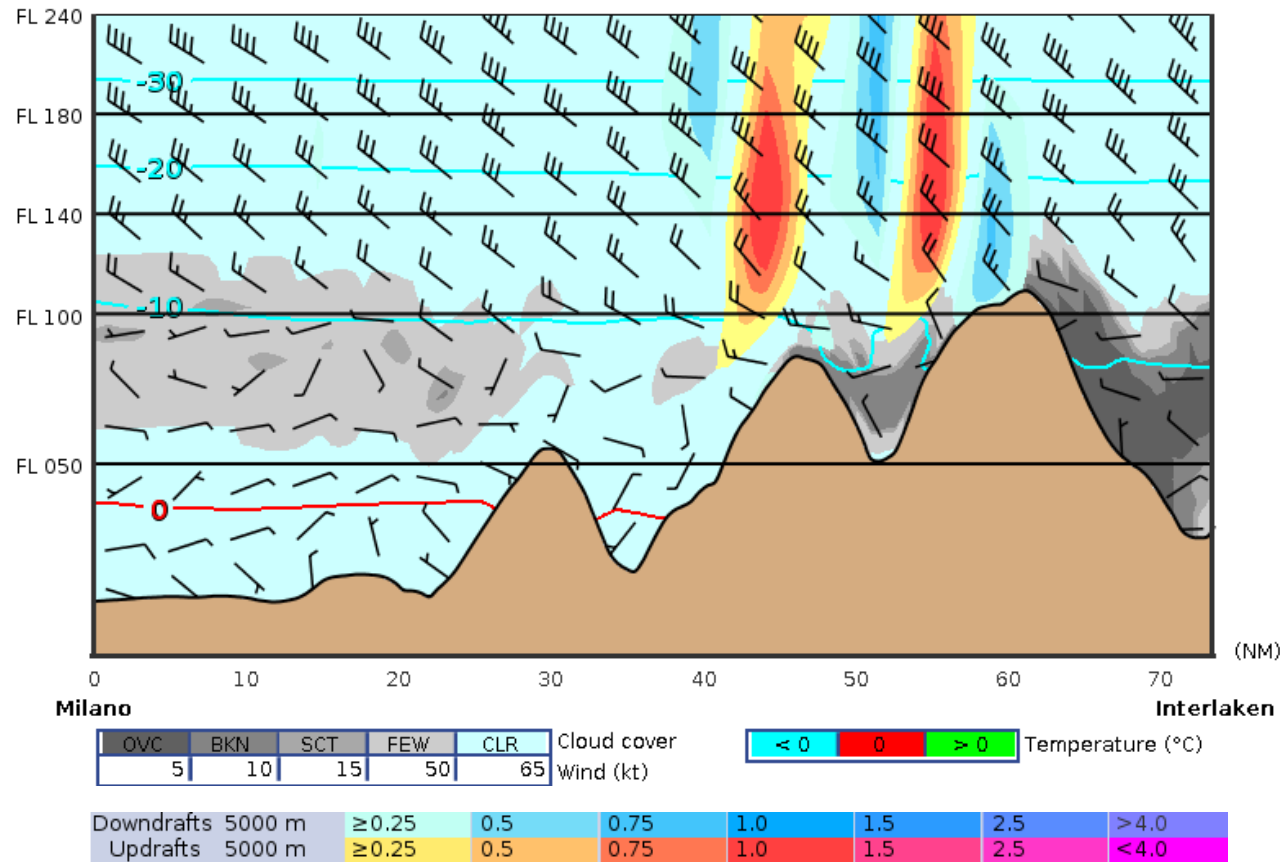 FL 240
-30
FL 180
-20
FL 140
-10
FL 100
FL 050
0
(NM)
0 10 20 30 40 50 60 70
Milano Interlaken
OVC BKN SCT FEW CLR Cloud cover
5 10 15 50 65 Wind (kt)
< 0 0 > 0 Temperature (°C)
Downdrafts 5000 m ≥0.25 0.5 0.75 1.0 1.5 2.5 >4.0
Updrafts 5000 m ≥0.25 0.5 0.75 1.0 1.5 2.5 <4.0